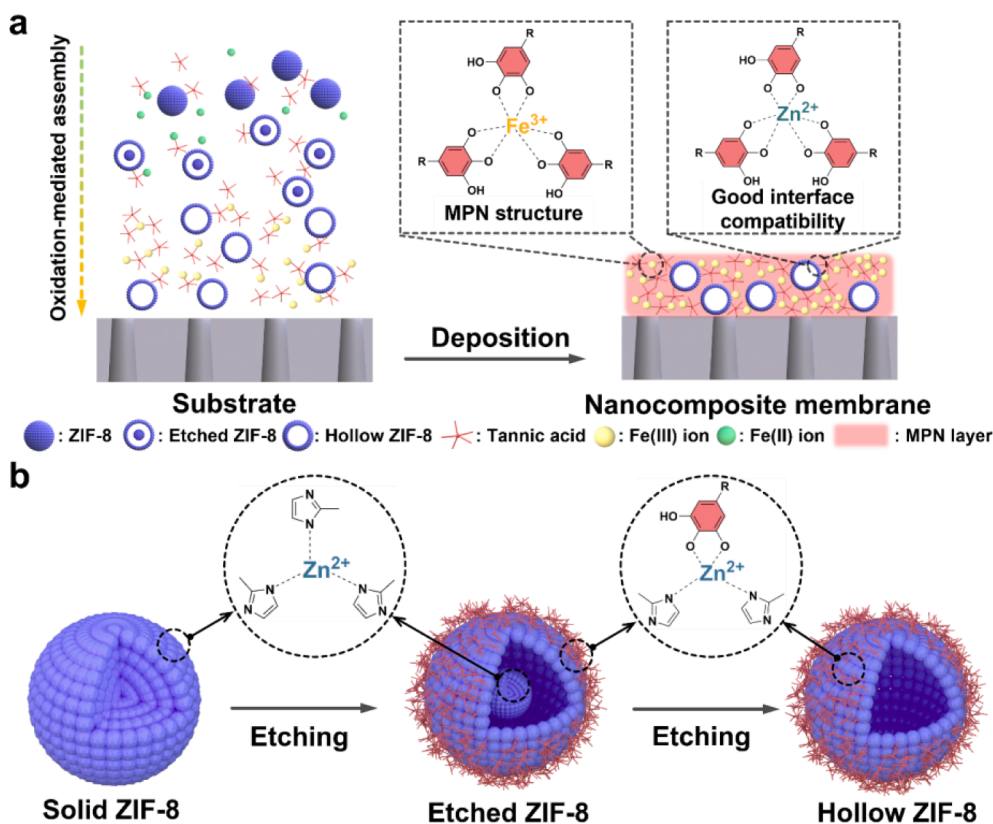 a
Oxidation-mediated assembly
R
HO
O
O
Fe3+
O
O
R
OH
O
O
R
OH
MPN structure
R
HO
O
O
Zn2+
O
O
R
OH
O
O
R
HO
Good interface
compatibility
Deposition
Substrate
Nanocomposite membrane
: ZIF-8
: Etched ZIF-8
: Hollow ZIF-8
: Tannic acid
: Fe(III) ion
: Fe(II) ion
: MPN layer
b
N
N
Zn2+
N
N
N
N
R
HO
O
O
Zn2+
N
N
N
N
Etching
Etching
Solid ZIF-8
Etched ZIF-8
Hollow ZIF-8